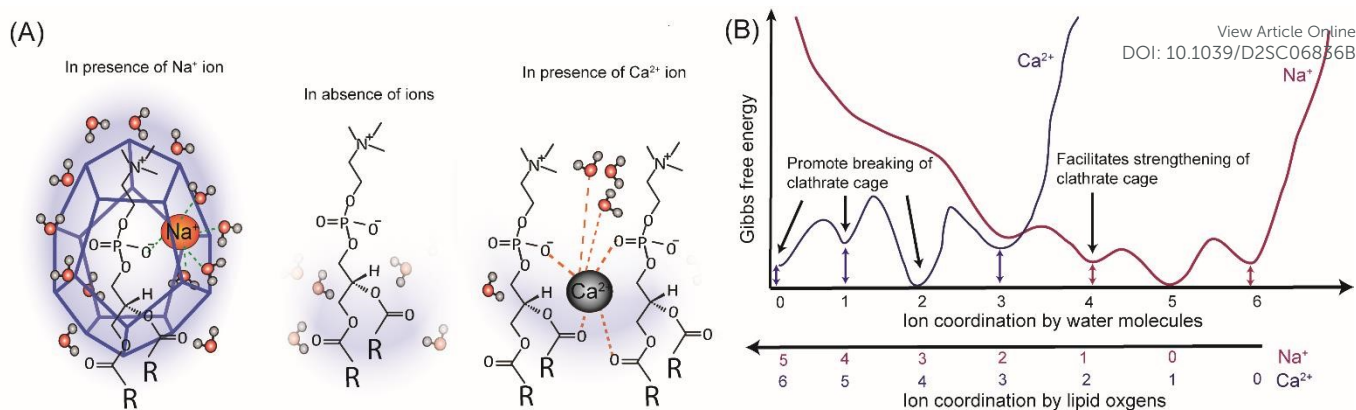 (A)
In presence of Na⁺ ion
In absence of ions
In presence of Ca²⁺ ion
N⁺
O
O=P-O⁻
O
O
H
O
O
O
O
R
R
Na⁺
N⁺
O
O=P-O⁻
O
O
H
O
O
O
O
R
R
N⁺
O
O=P-O⁻
O
O
H
O
O
O
O
R
R
Ca²⁺
N⁺
O
O=P-O⁻
O
O
H
O
O
O
O
R
R
(B)
View Article Online
DOI: 10.1039/D2SC06836B
Gibbs free energy
Ca²⁺
Na⁺
Promote breaking of
clathrate cage
Facilitates strengthening of
clathrate cage
0 1 2 3 4 5 6
Ion coordination by water molecules
5 4 3 2 1 0 Na⁺
6 5 4 3 2 1 0 Ca²⁺
Ion coordination by lipid oxgens